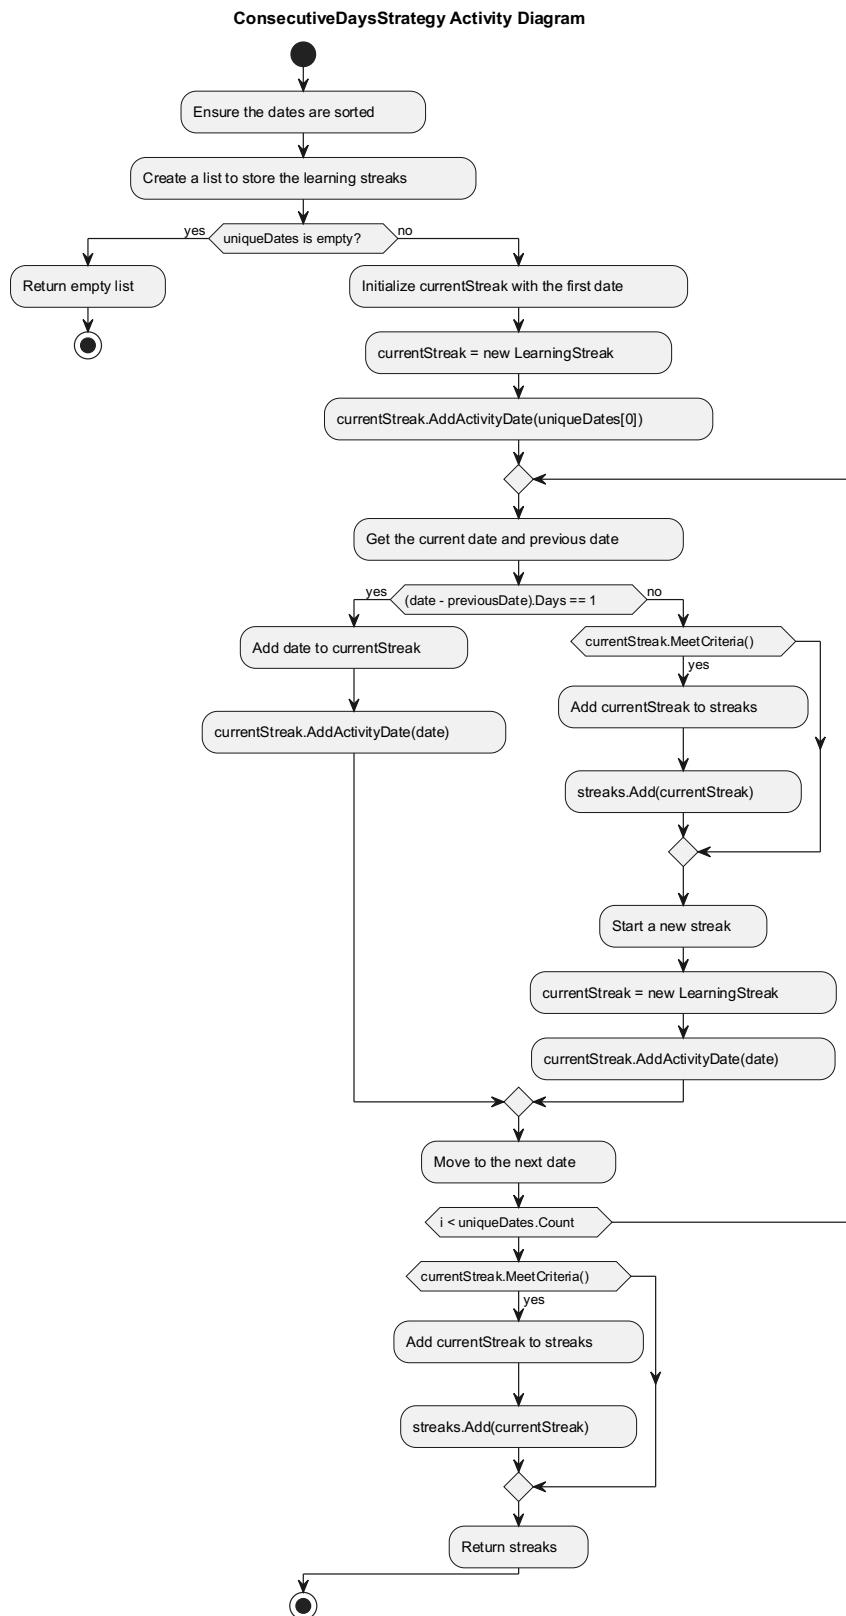 ConsecutiveDaysStrategy Activity Diagram
Ensure the dates are sorted
Create a list to store the learning streaks
yes
uniqueDates is empty?
no
Return empty list
Initialize currentStreak with the first date
currentStreak = new LearningStreak
currentStreak.AddActivityDate(uniqueDates[0])
Get the current date and previous date
yes
(date - previousDate).Days == 1
no
Add date to currentStreak
currentStreak.AddActivityDate(date)
currentStreak.MeetCriteria()
yes
Add currentStreak to streaks
streaks.Add(currentStreak)
Start a new streak
currentStreak = new LearningStreak
currentStreak.AddActivityDate(date)
Move to the next date
i < uniqueDates.Count
currentStreak.MeetCriteria()
yes
Add currentStreak to streaks
streaks.Add(currentStreak)
Return streaks